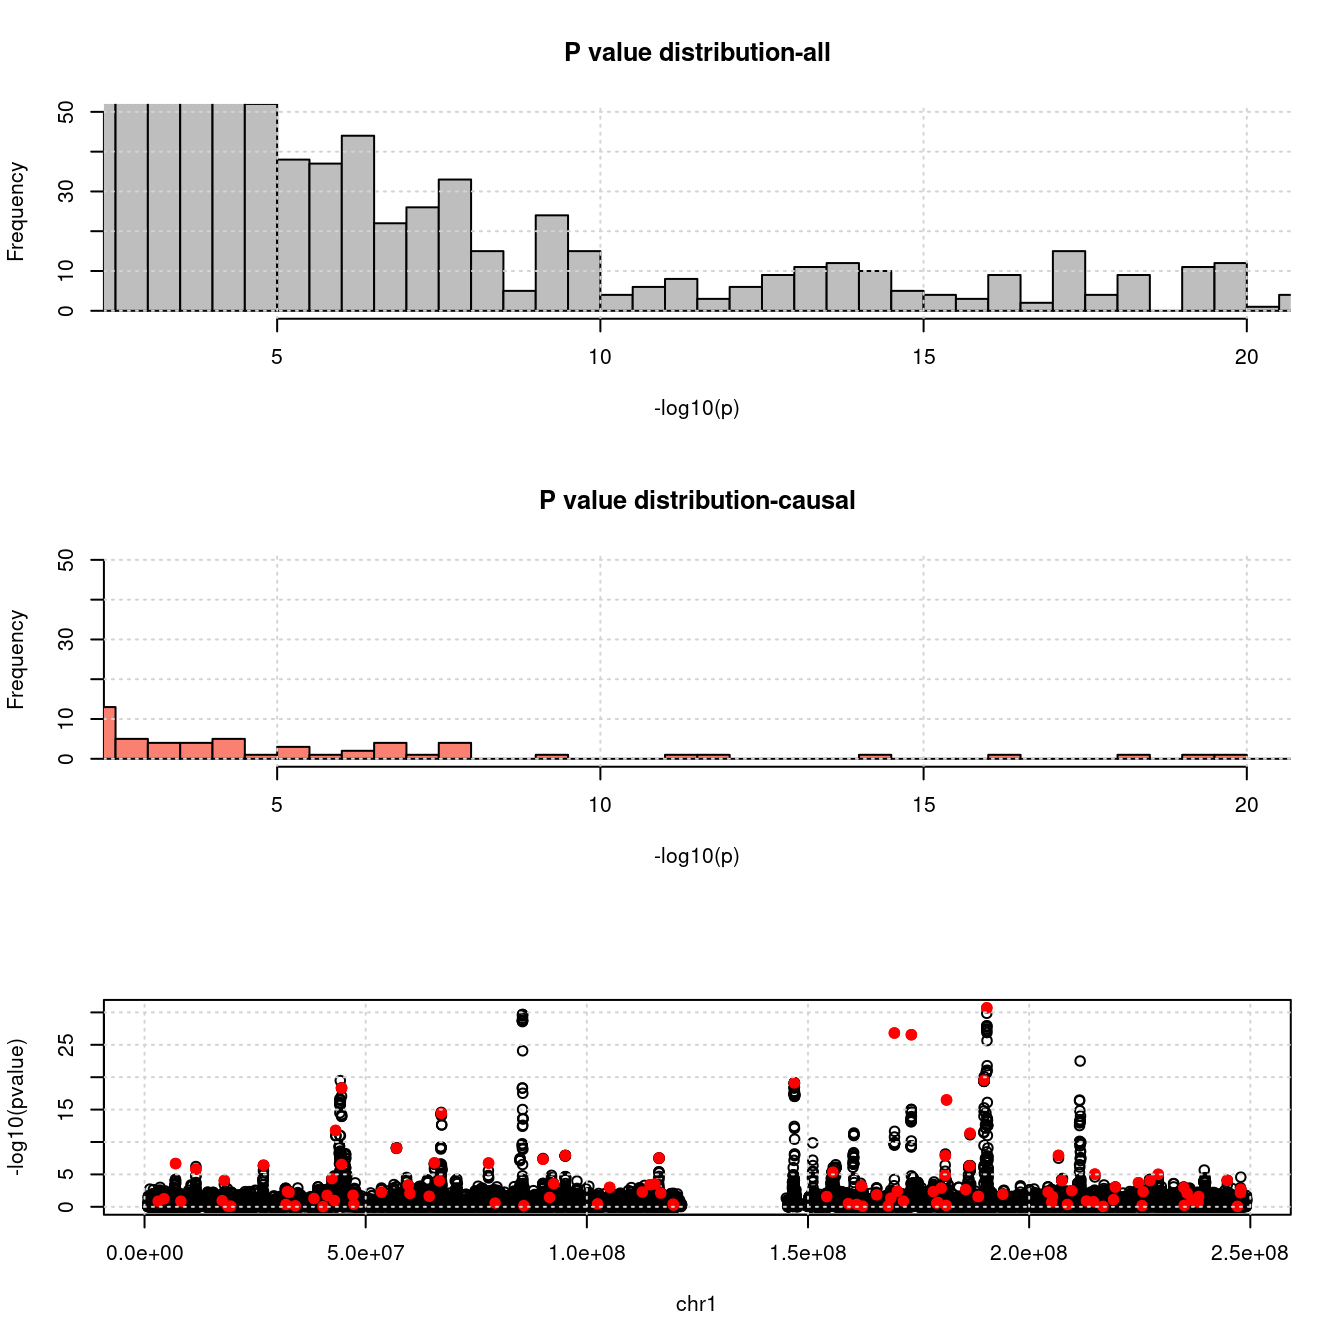 P value distribution-all
Frequency
50
30
10
0
5 10 15 20
-log10(p)
P value distribution-causal
Frequency
50
30
10
0
5 10 15 20
-log10(p)
-log10(pvalue)
25
15
5
0
0.0e+00 5.0e+07 1.0e+08 1.5e+08 2.0e+08 2.5e+08
chr1